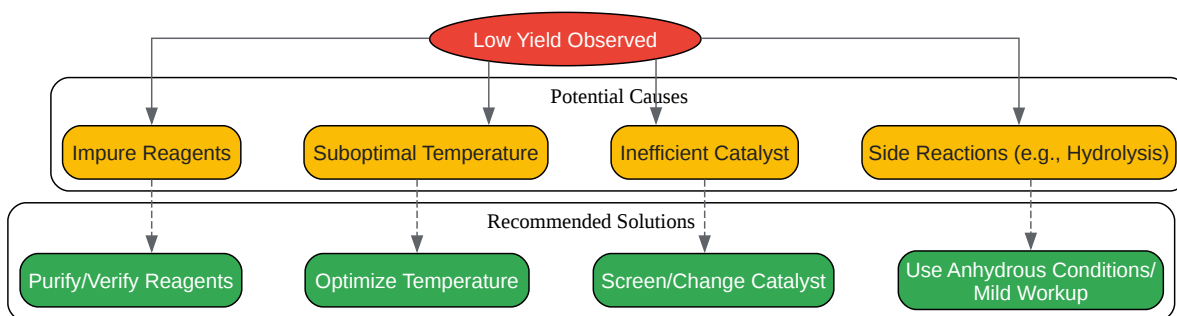 Low Yield Observed
Potential Causes
Impure Reagents
Suboptimal Temperature
Inefficient Catalyst
Side Reactions (e.g., Hydrolysis)
Recommended Solutions
Purify/Verify Reagents
Optimize Temperature
Screen/Change Catalyst
Use Anhydrous Conditions/
Mild Workup